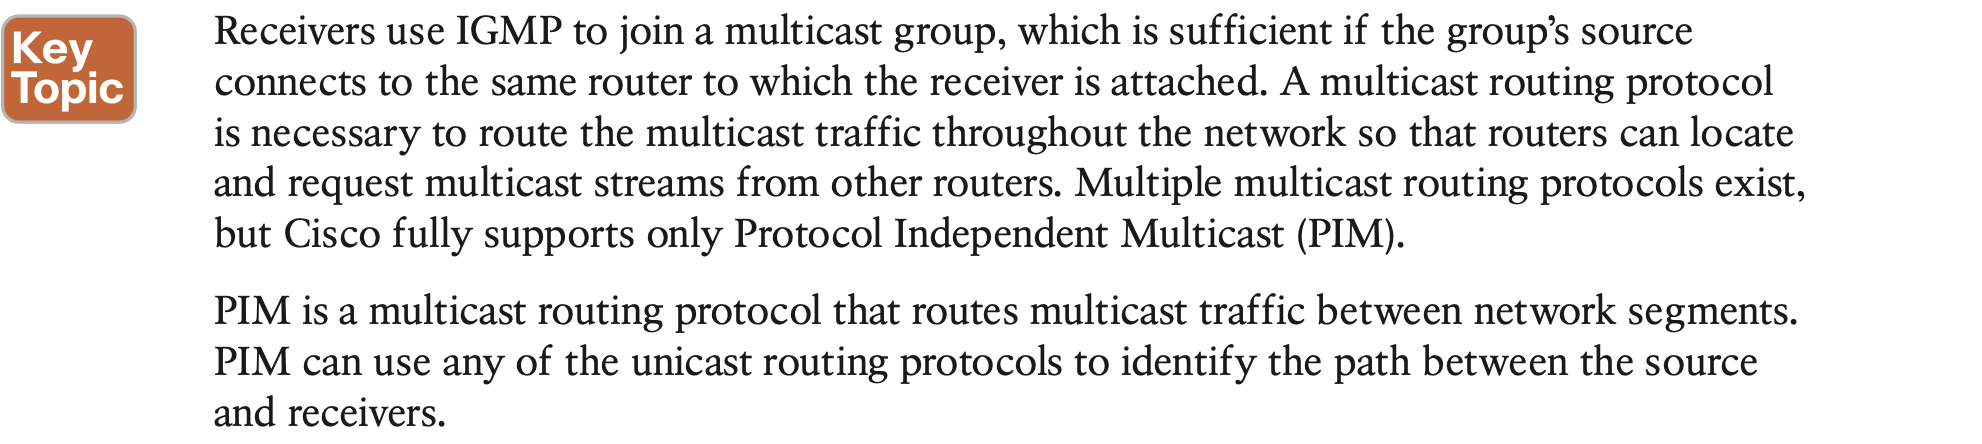 Key
Topic
Receivers use IGMP to join a multicast group, which is sufficient if the group’s source
connects to the same router to which the receiver is attached. A multicast routing protocol
is necessary to route the multicast traffic throughout the network so that routers can locate
and request multicast streams from other routers. Multiple multicast routing protocols exist,
but Cisco fully supports only Protocol Independent Multicast (PIM).
PIM is a multicast routing protocol that routes multicast traffic between network segments.
PIM can use any of the unicast routing protocols to identify the path between the source
and receivers.